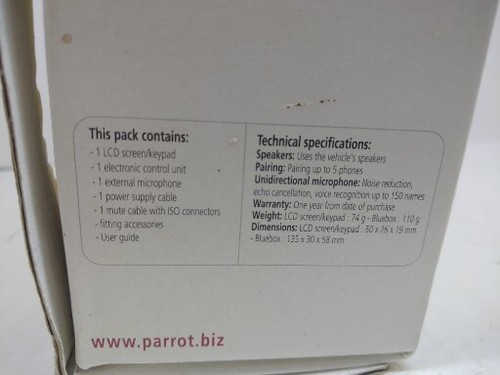 This pack contains:
- 1 LCD screen/keypad
- 1 electronic control unit
- 1 external microphone
- 1 power supply cable
- 1 mute cable with ISO connectors
- fitting accessories
- User guide
Technical specifications:
Speakers: Uses the vehicle's speakers
Pairing: Pairing up to 5 phones
Unidirectional microphone: Noise reduction,
echo cancellation, voice recognition up to 150 names
Warranty: One year from date of purchase
Weight: LCD screen/keypad : 74 g - Bluebox : 110 g
Dimensions: LCD screen/keypad : 50 x 26 x 19 mm
- Bluebox : 135 x 30 x 58 mm
www.parrot.biz